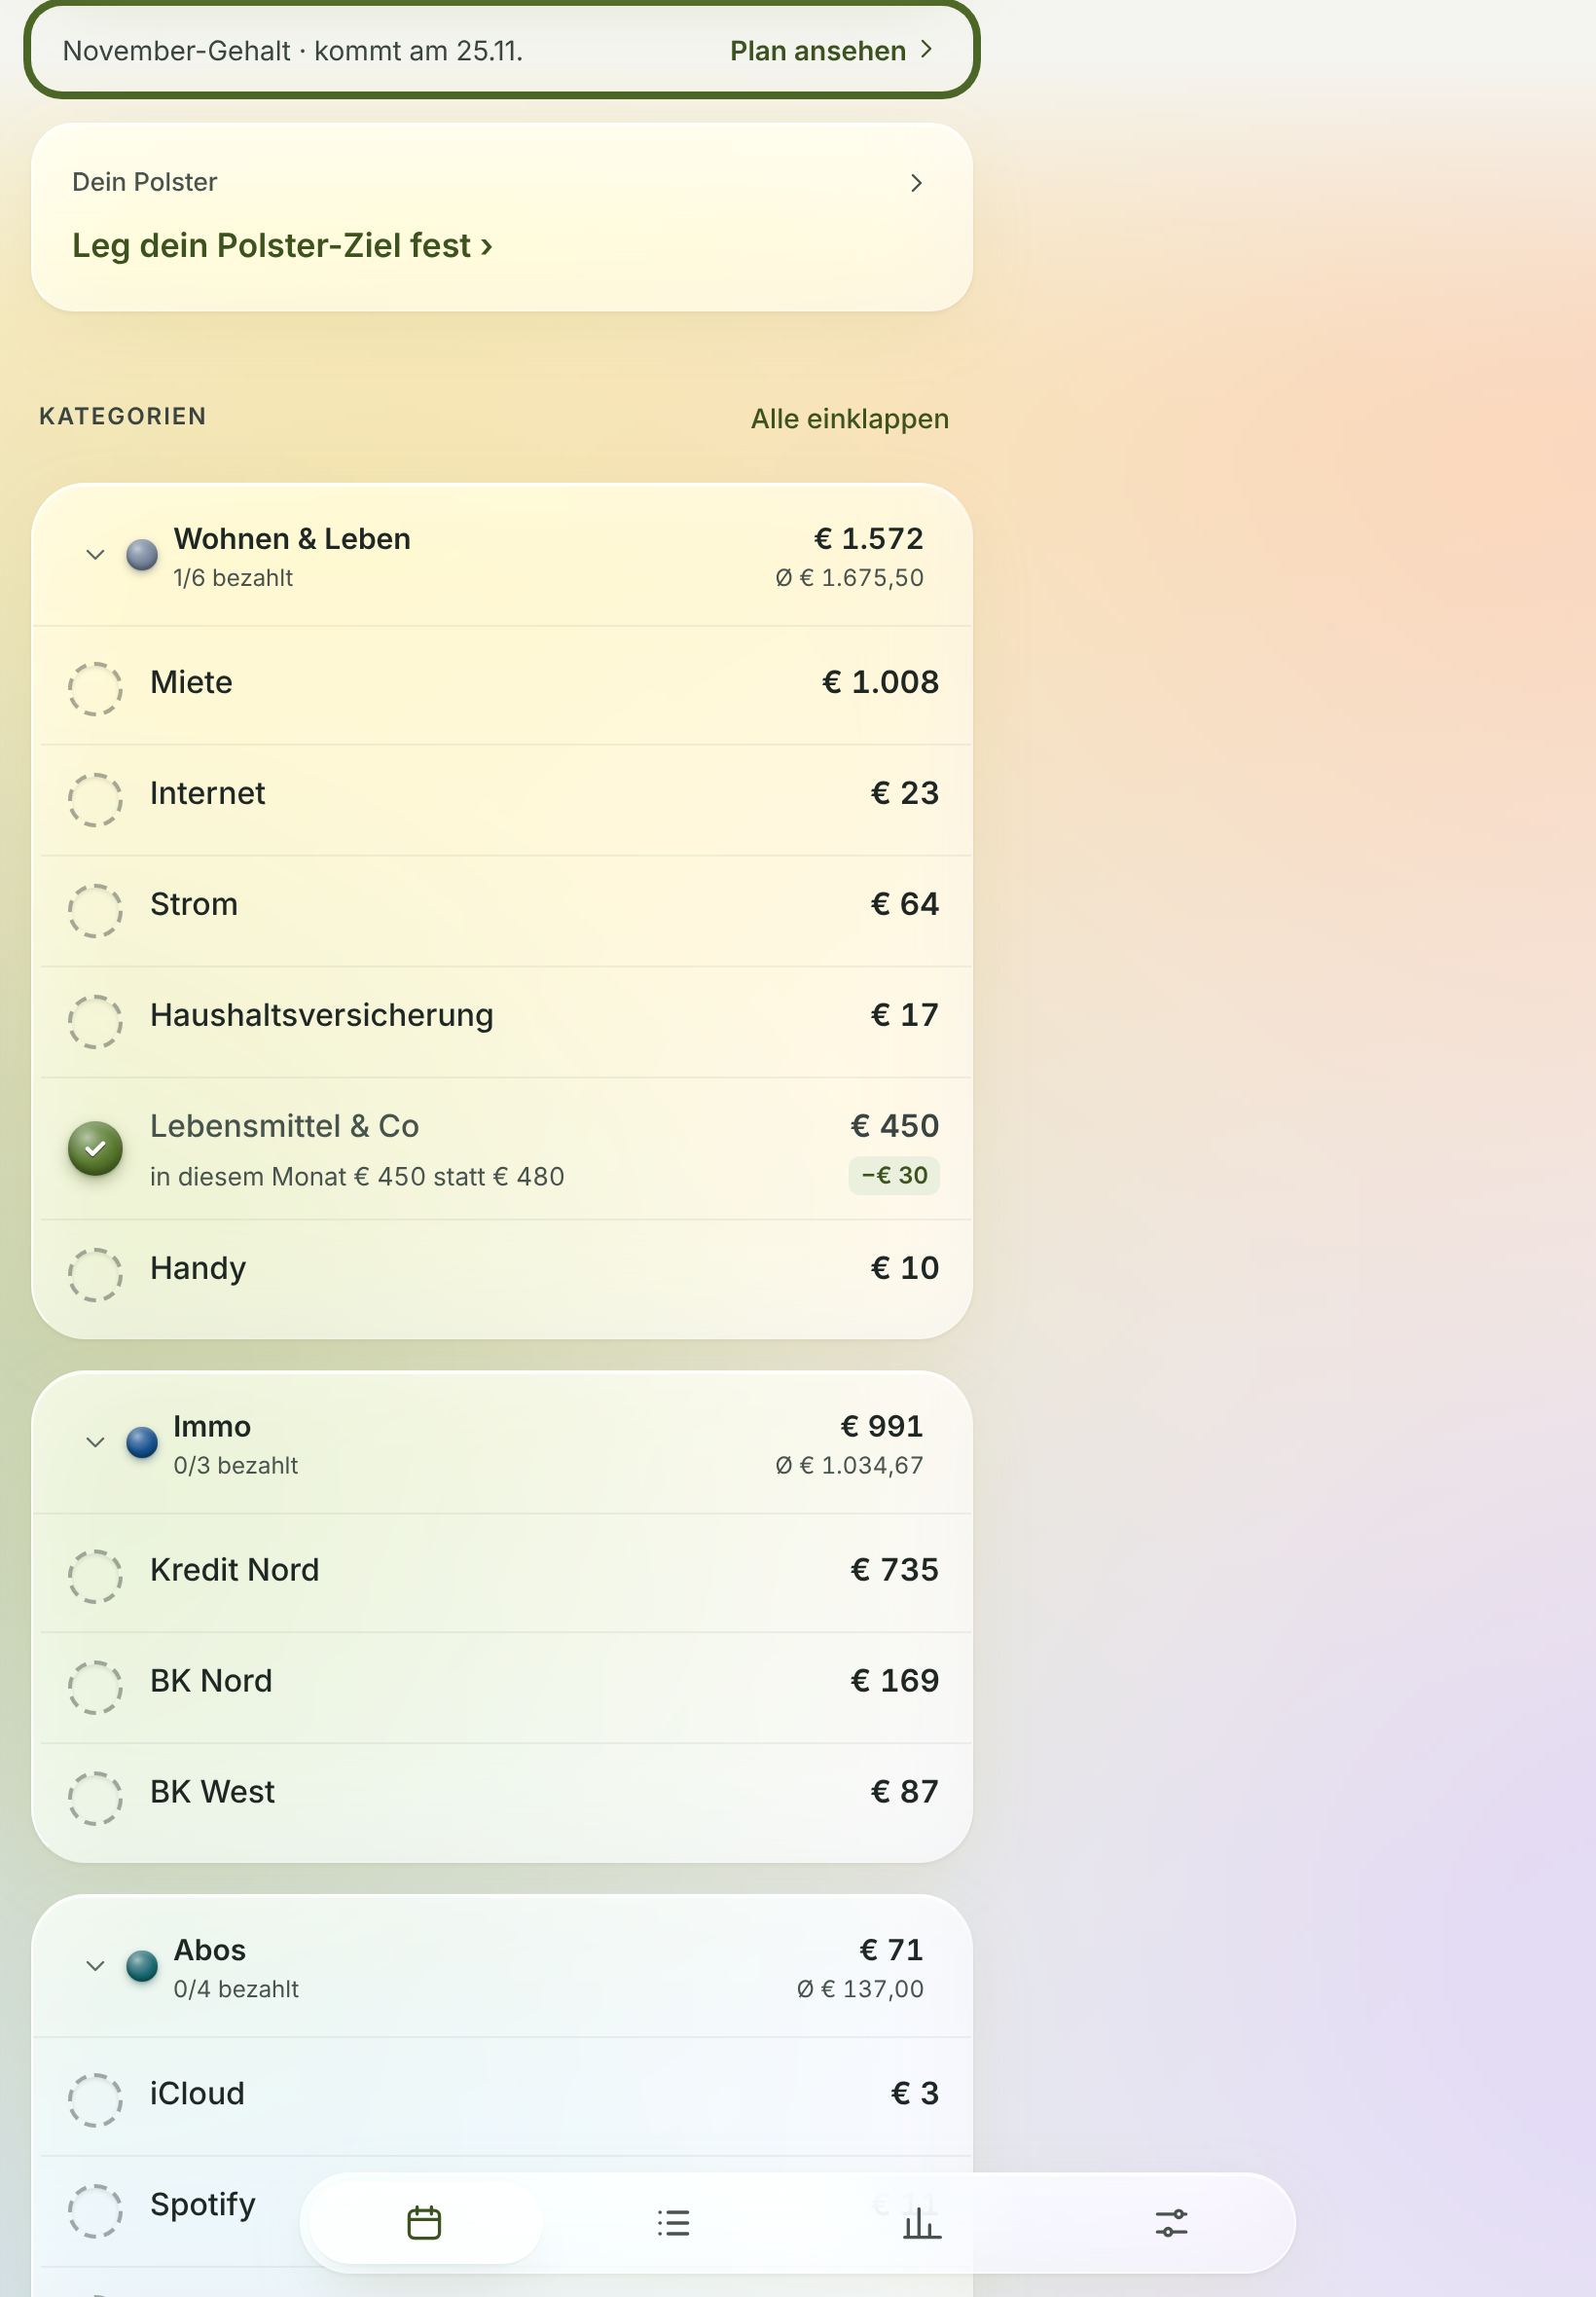 November-Gehalt · kommt am 25.11.
Plan ansehen
Dein Polster
Leg dein Polster-Ziel fest ›
KATEGORIEN
Alle einklappen
Wohnen & Leben
€ 1.572
1/6 bezahlt
Ø € 1.675,50
Miete
€ 1.008
Internet
€ 23
Strom
€ 64
Haushaltsversicherung
€ 17
Lebensmittel & Co
€ 450
in diesem Monat € 450 statt € 480
−€ 30
Handy
€ 10
Immo
€ 991
0/3 bezahlt
Ø € 1.034,67
Kredit Nord
€ 735
BK Nord
€ 169
BK West
€ 87
Abos
€ 71
0/4 bezahlt
Ø € 137,00
iCloud
€ 3
Spotify